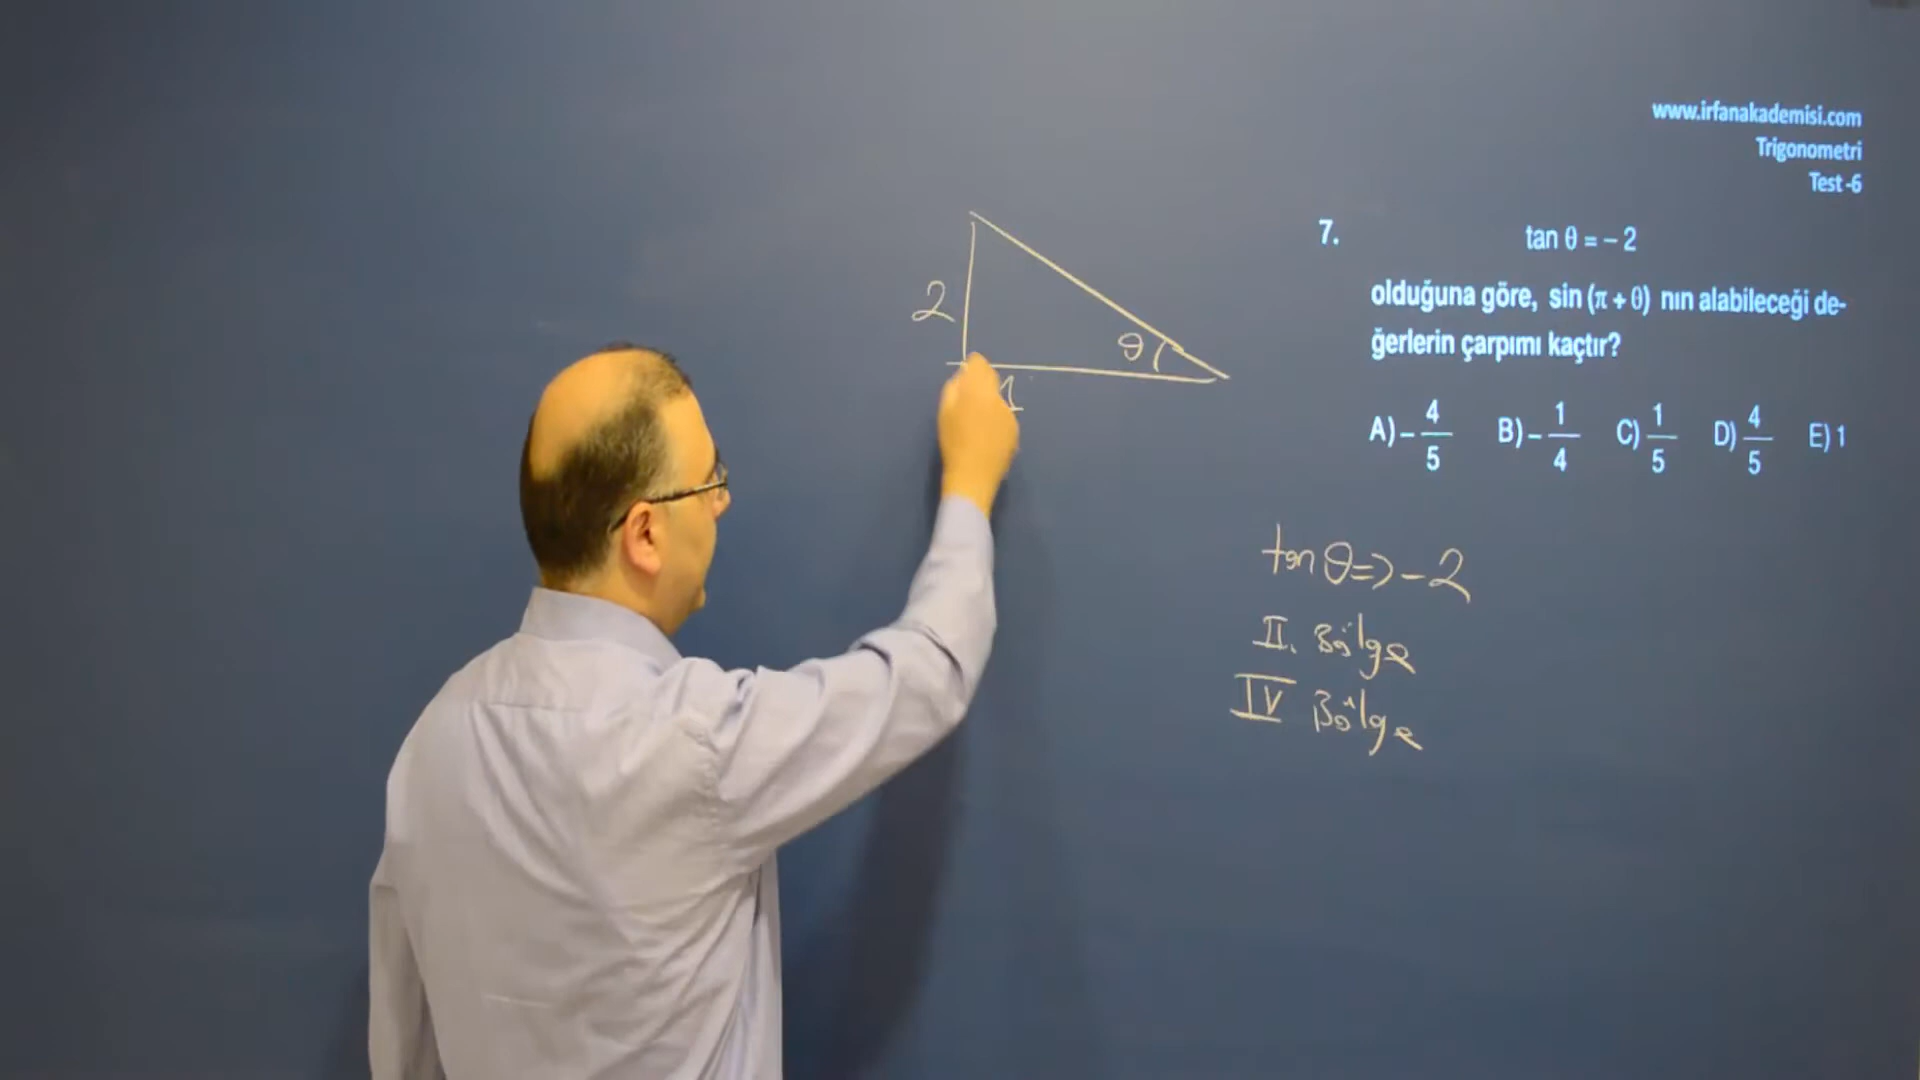 www.irfanakademisi.com
Trigonometri
Test -6
7. tan θ = – 2
olduğuna göre, sin (π + θ) nın alabileceği de-
ğerlerin çarpımı kaçtır?
A) – 4/5 B) – 1/4 C) 1/5 D) 4/5 E) 1
2
θ
1
tan θ => – 2
II. Bölge
IV Bölge